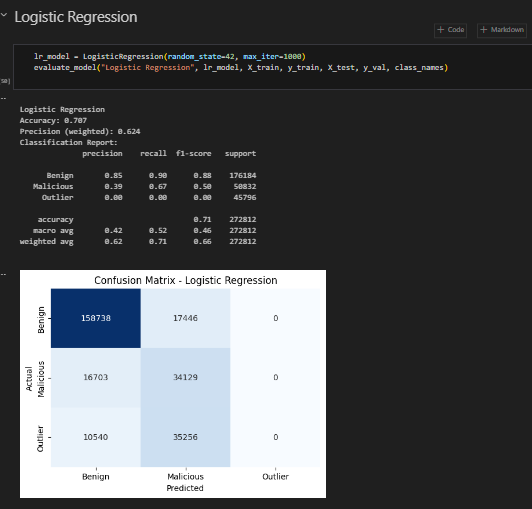 Logistic Regression
+ Code + Markdown
lr_model = LogisticRegression(random_state=42, max_iter=1000)
evaluate_model("Logistic Regression", lr_model, X_train, y_train, X_test, y_val, class_names)
Logistic Regression
Accuracy: 0.707
Precision (weighted): 0.624
Classification Report:
precision recall f1-score support
Benign 0.85 0.90 0.88 176184
Malicious 0.39 0.67 0.50 50832
Outlier 0.00 0.00 0.00 45796
accuracy 0.71 272812
macro avg 0.42 0.52 0.46 272812
weighted avg 0.62 0.71 0.66 272812
Confusion Matrix - Logistic Regression
Benign 158738 17446 0
Actual
Malicious 16703 34129 0
Outlier 10540 35256 0
Benign Malicious Outlier
Predicted